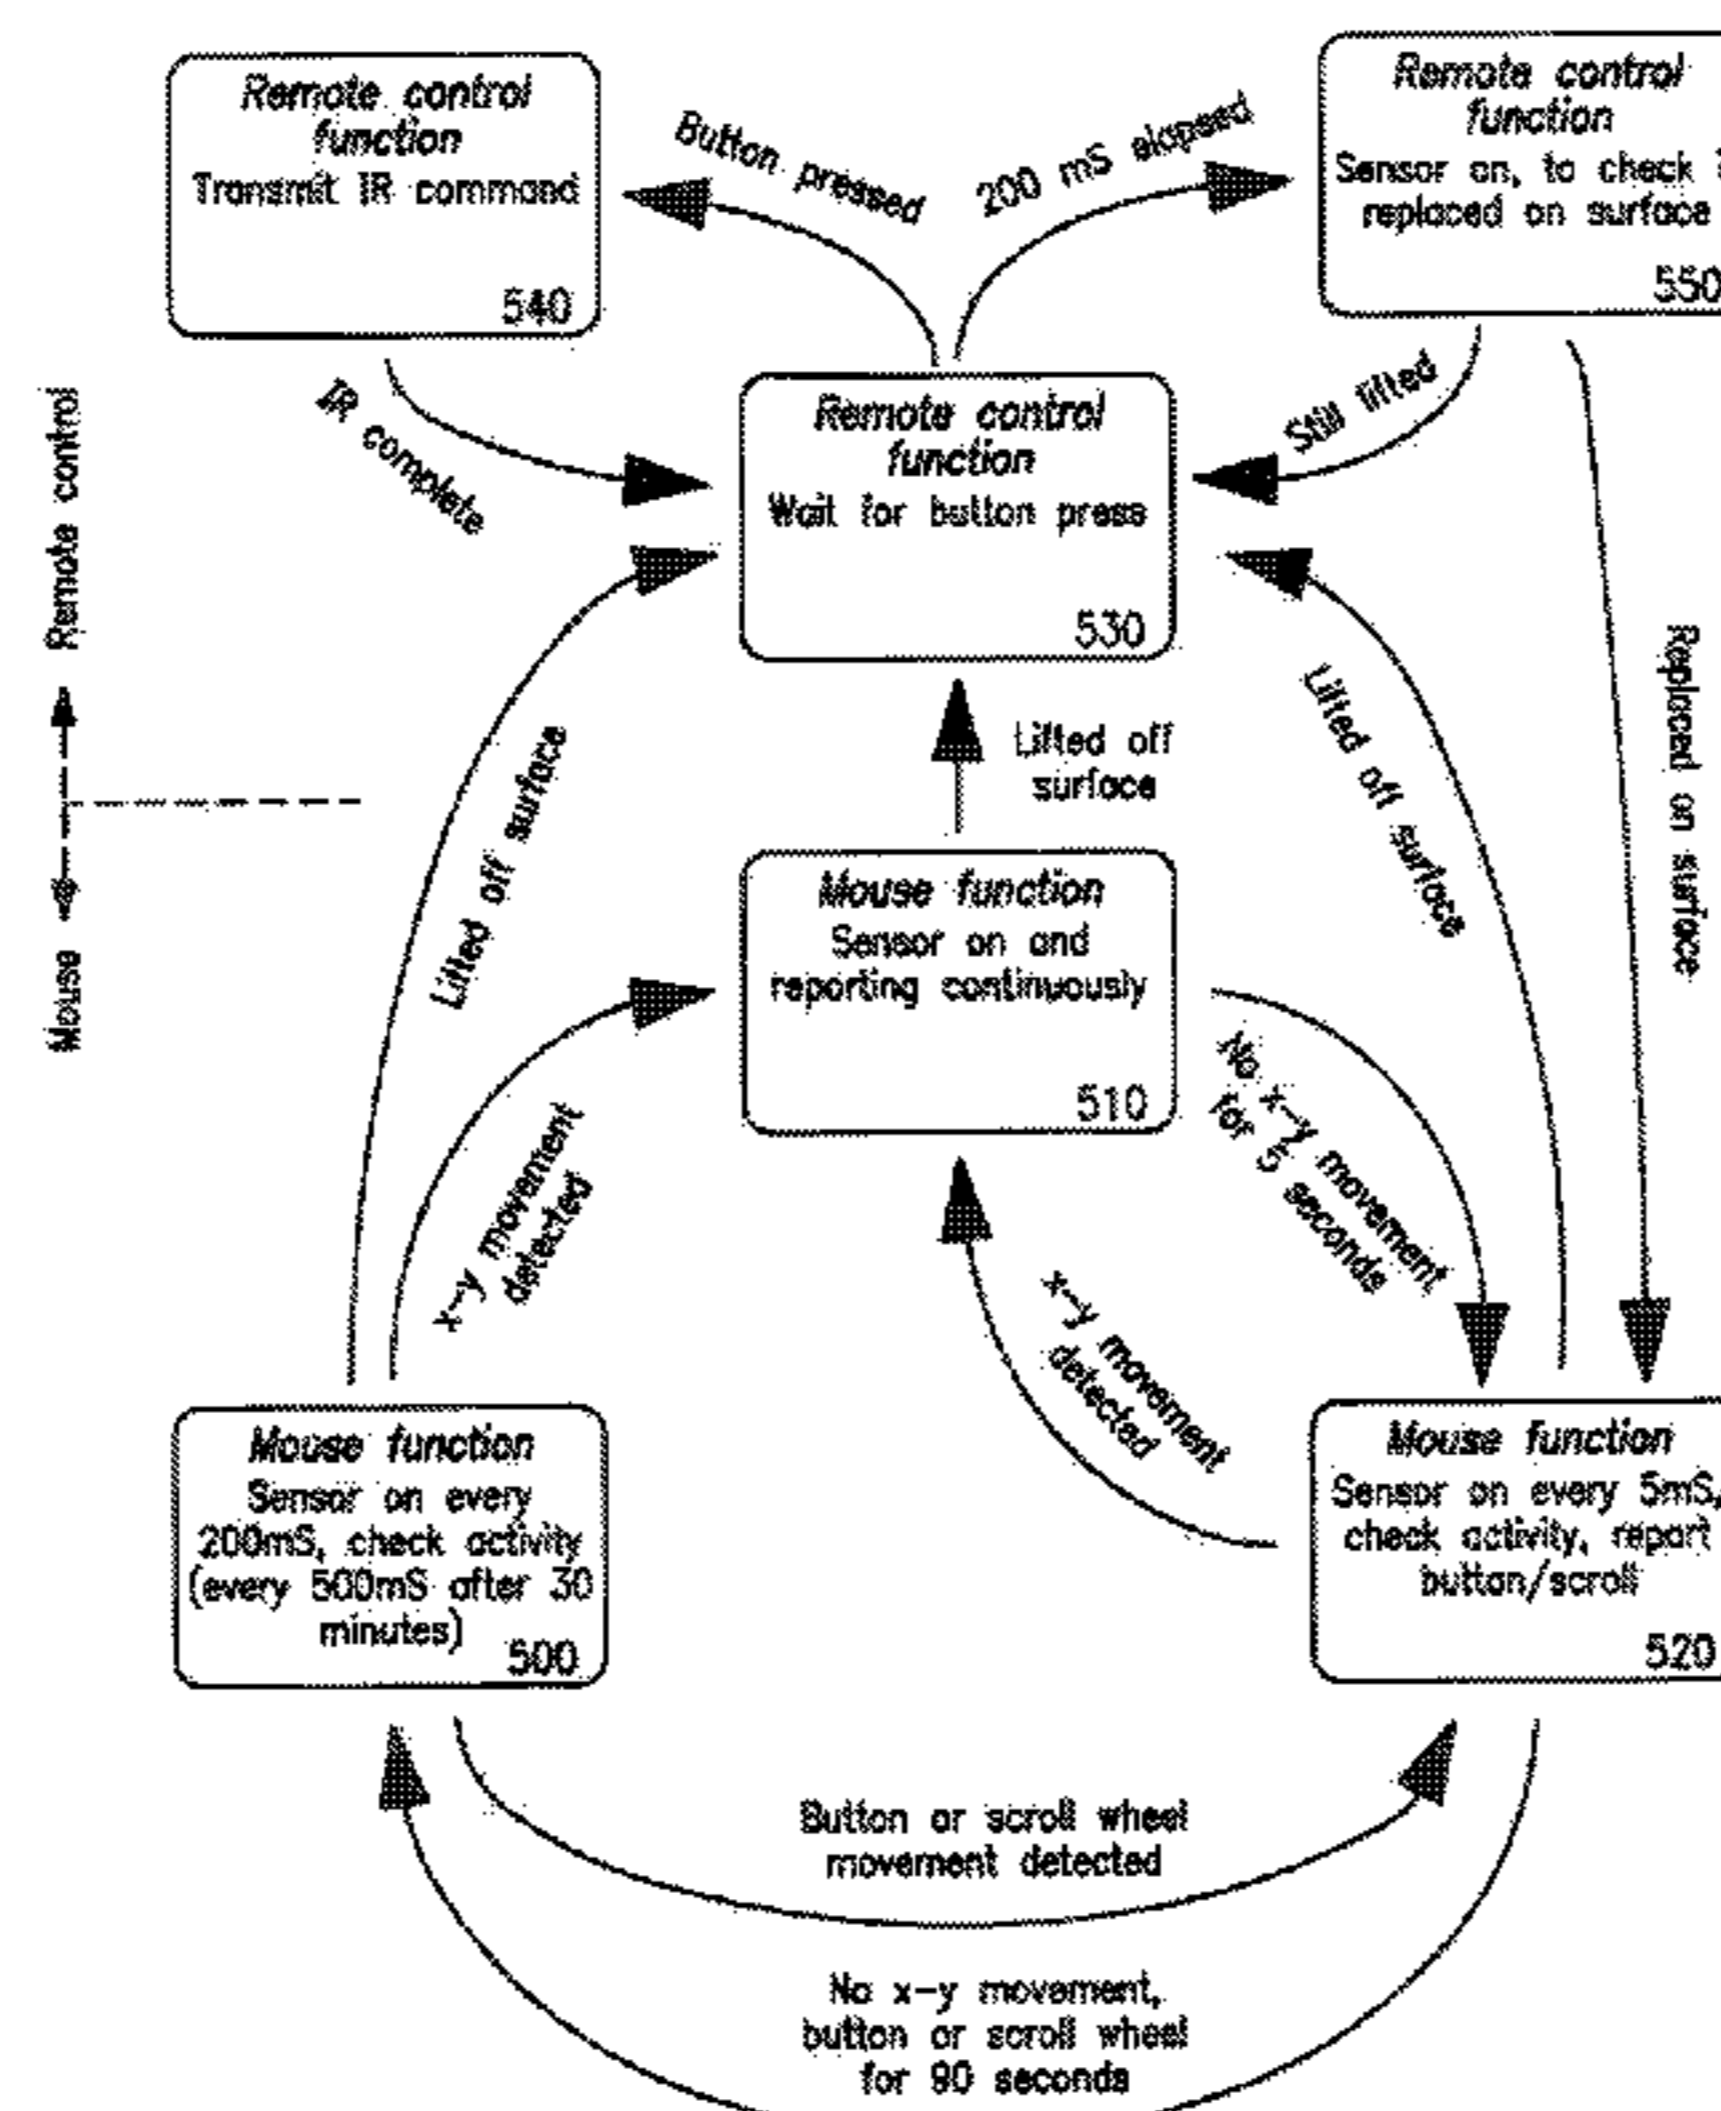 Remote control
function
Transmit IR command
540
Button pressed
200 mS elapsed
Remote control
function
Sensor on, to check
replaced on surface
550
IR complete
Still lifted
Remote control
function
Wait for button press
530
Remote control
Mouse
Lifted off surface
Lifted off
surface
Lifted off surface
Replaced on surface
Mouse function
Sensor on and
reporting continuously
510
x-y movement
detected
No x-y movement
for 5 seconds
x-y movement
detected
Mouse function
Sensor on every
200mS, check activity
(every 500mS after 30
minutes)
500
Mouse function
Sensor on every 5mS,
check activity, report
button/scroll
520
Button or scroll wheel
movement detected
No x-y movement,
button or scroll wheel
for 90 seconds